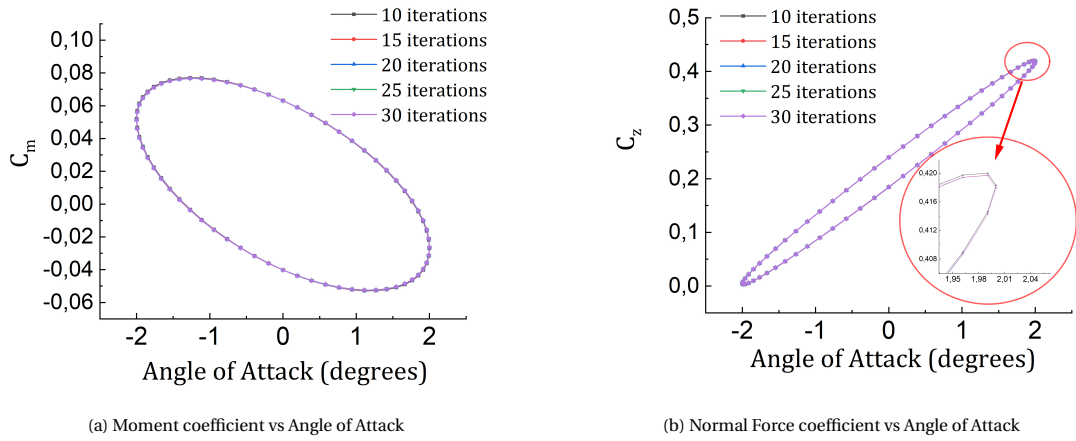 10 iterations
15 iterations
20 iterations
25 iterations
30 iterations
0,10
0,08
0,06
0,04
0,02
0,00
-0,02
-0,04
-0,06
C_m
-2 -1 0 1 2
Angle of Attack (degrees)
(a) Moment coefficient vs Angle of Attack
10 iterations
15 iterations
20 iterations
25 iterations
30 iterations
0,5
0,4
0,3
0,2
0,1
0,0
C_z
0,420
0,416
0,412
0,408
1,95 1,98 2,01 2,04
-2 -1 0 1 2
Angle of Attack (degrees)
(b) Normal Force coefficient vs Angle of Attack